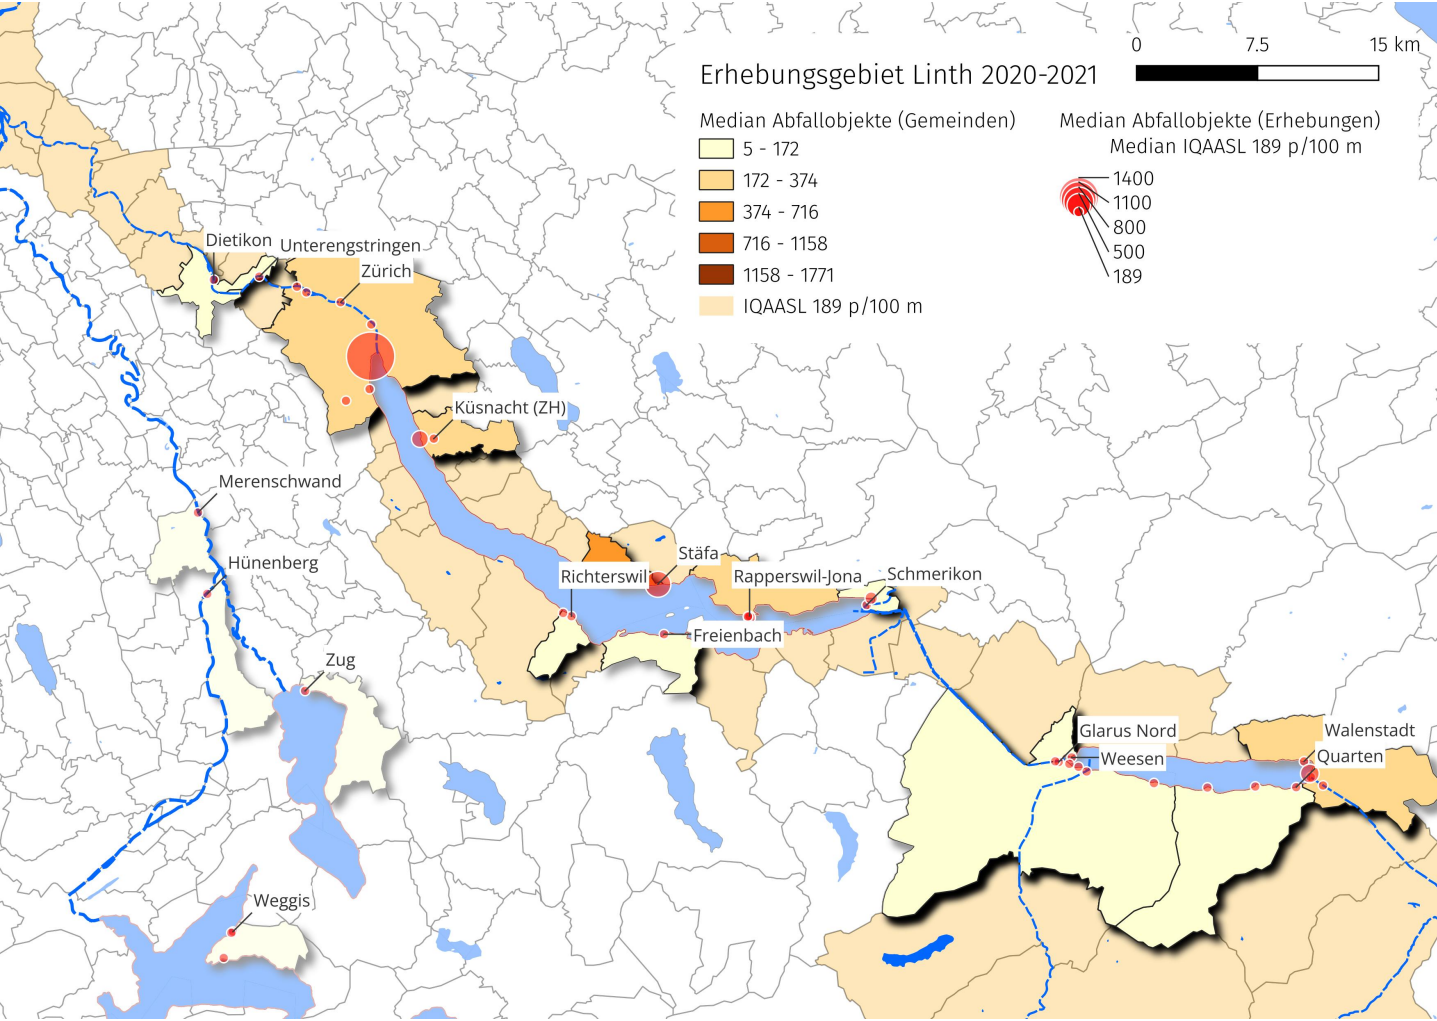 0 7.5 15 km
Erhebungsgebiet Linth 2020-2021
Median Abfallobjekte (Gemeinden)
5 - 172
172 - 374
374 - 716
716 - 1158
1158 - 1771
IQAASL 189 p/100 m
Median Abfallobjekte (Erhebungen)
Median IQAASL 189 p/100 m
1400
1100
800
500
189
Dietikon
Unterengstringen
Zürich
Küsnacht (ZH)
Merenschwand
Hünenberg
Stäfa
Richterswil
Rapperswil-Jona
Schmerikon
Freienbach
Zug
Glarus Nord
Walenstadt
Weesen
Quarten
Weggis